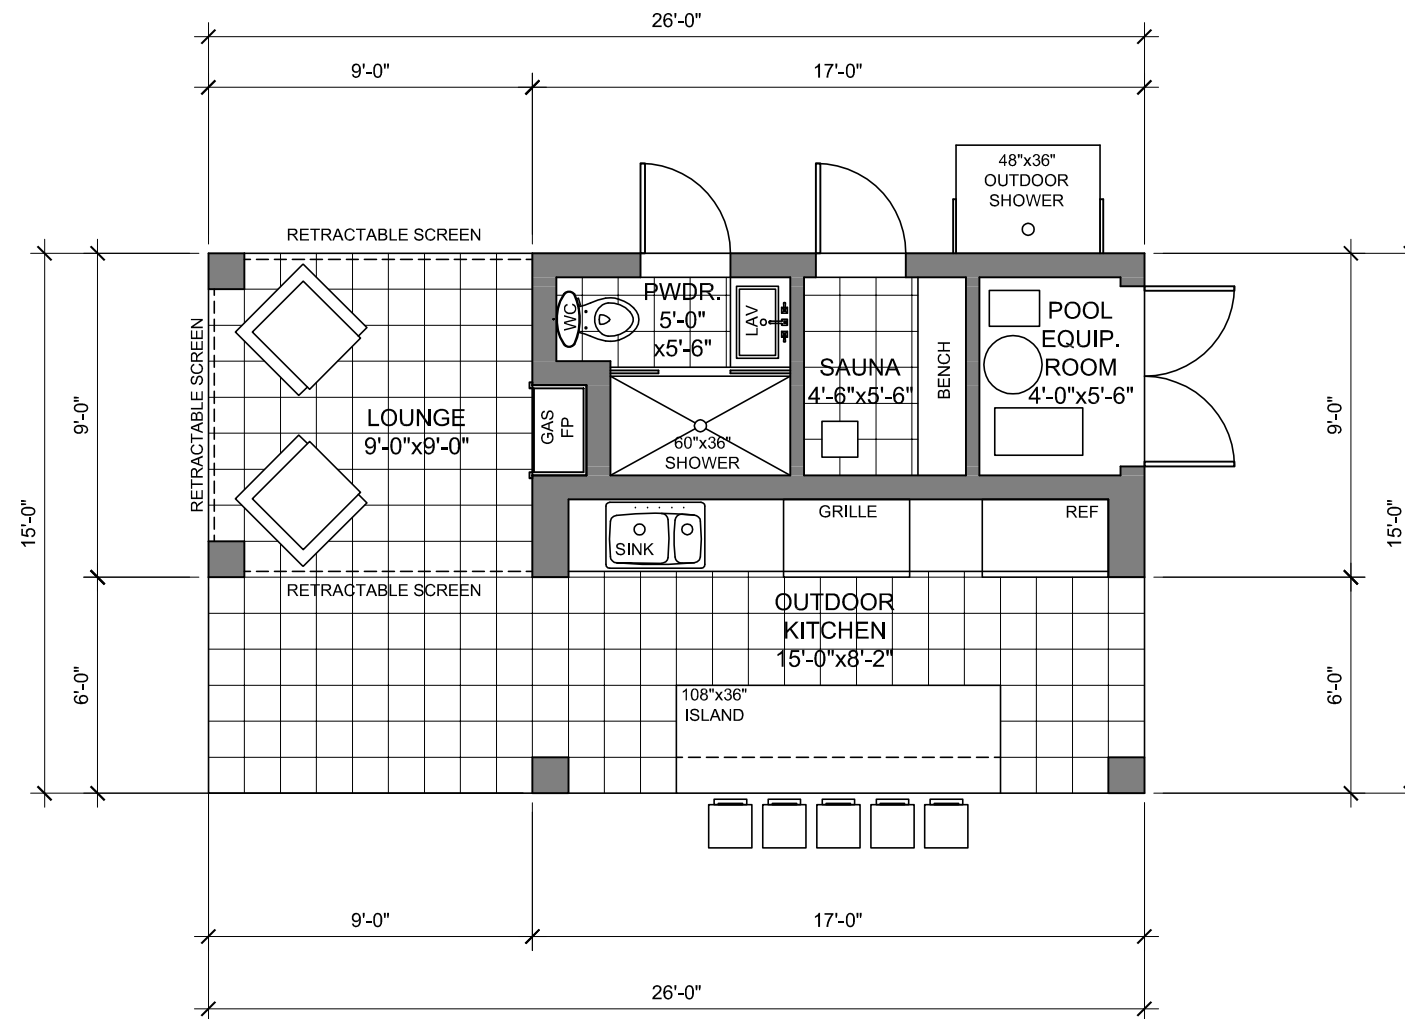 26'-0"
9'-0"
17'-0"
48"x36"
OUTDOOR
SHOWER
RETRACTABLE SCREEN
RETRACTABLE SCREEN
WC
PWDR.
5'-0"
x5'-6"
LAV
SAUNA
4'-6"x5'-6"
BENCH
POOL
EQUIP.
ROOM
4'-0"x5'-6"
LOUNGE
9'-0"x9'-0"
GAS
FP
60"x36"
SHOWER
9'-0"
9'-0"
15'-0"
15'-0"
SINK
GRILLE
REF
RETRACTABLE SCREEN
OUTDOOR
KITCHEN
15'-0"x8'-2"
6'-0"
6'-0"
108"x36"
ISLAND
9'-0"
17'-0"
26'-0"